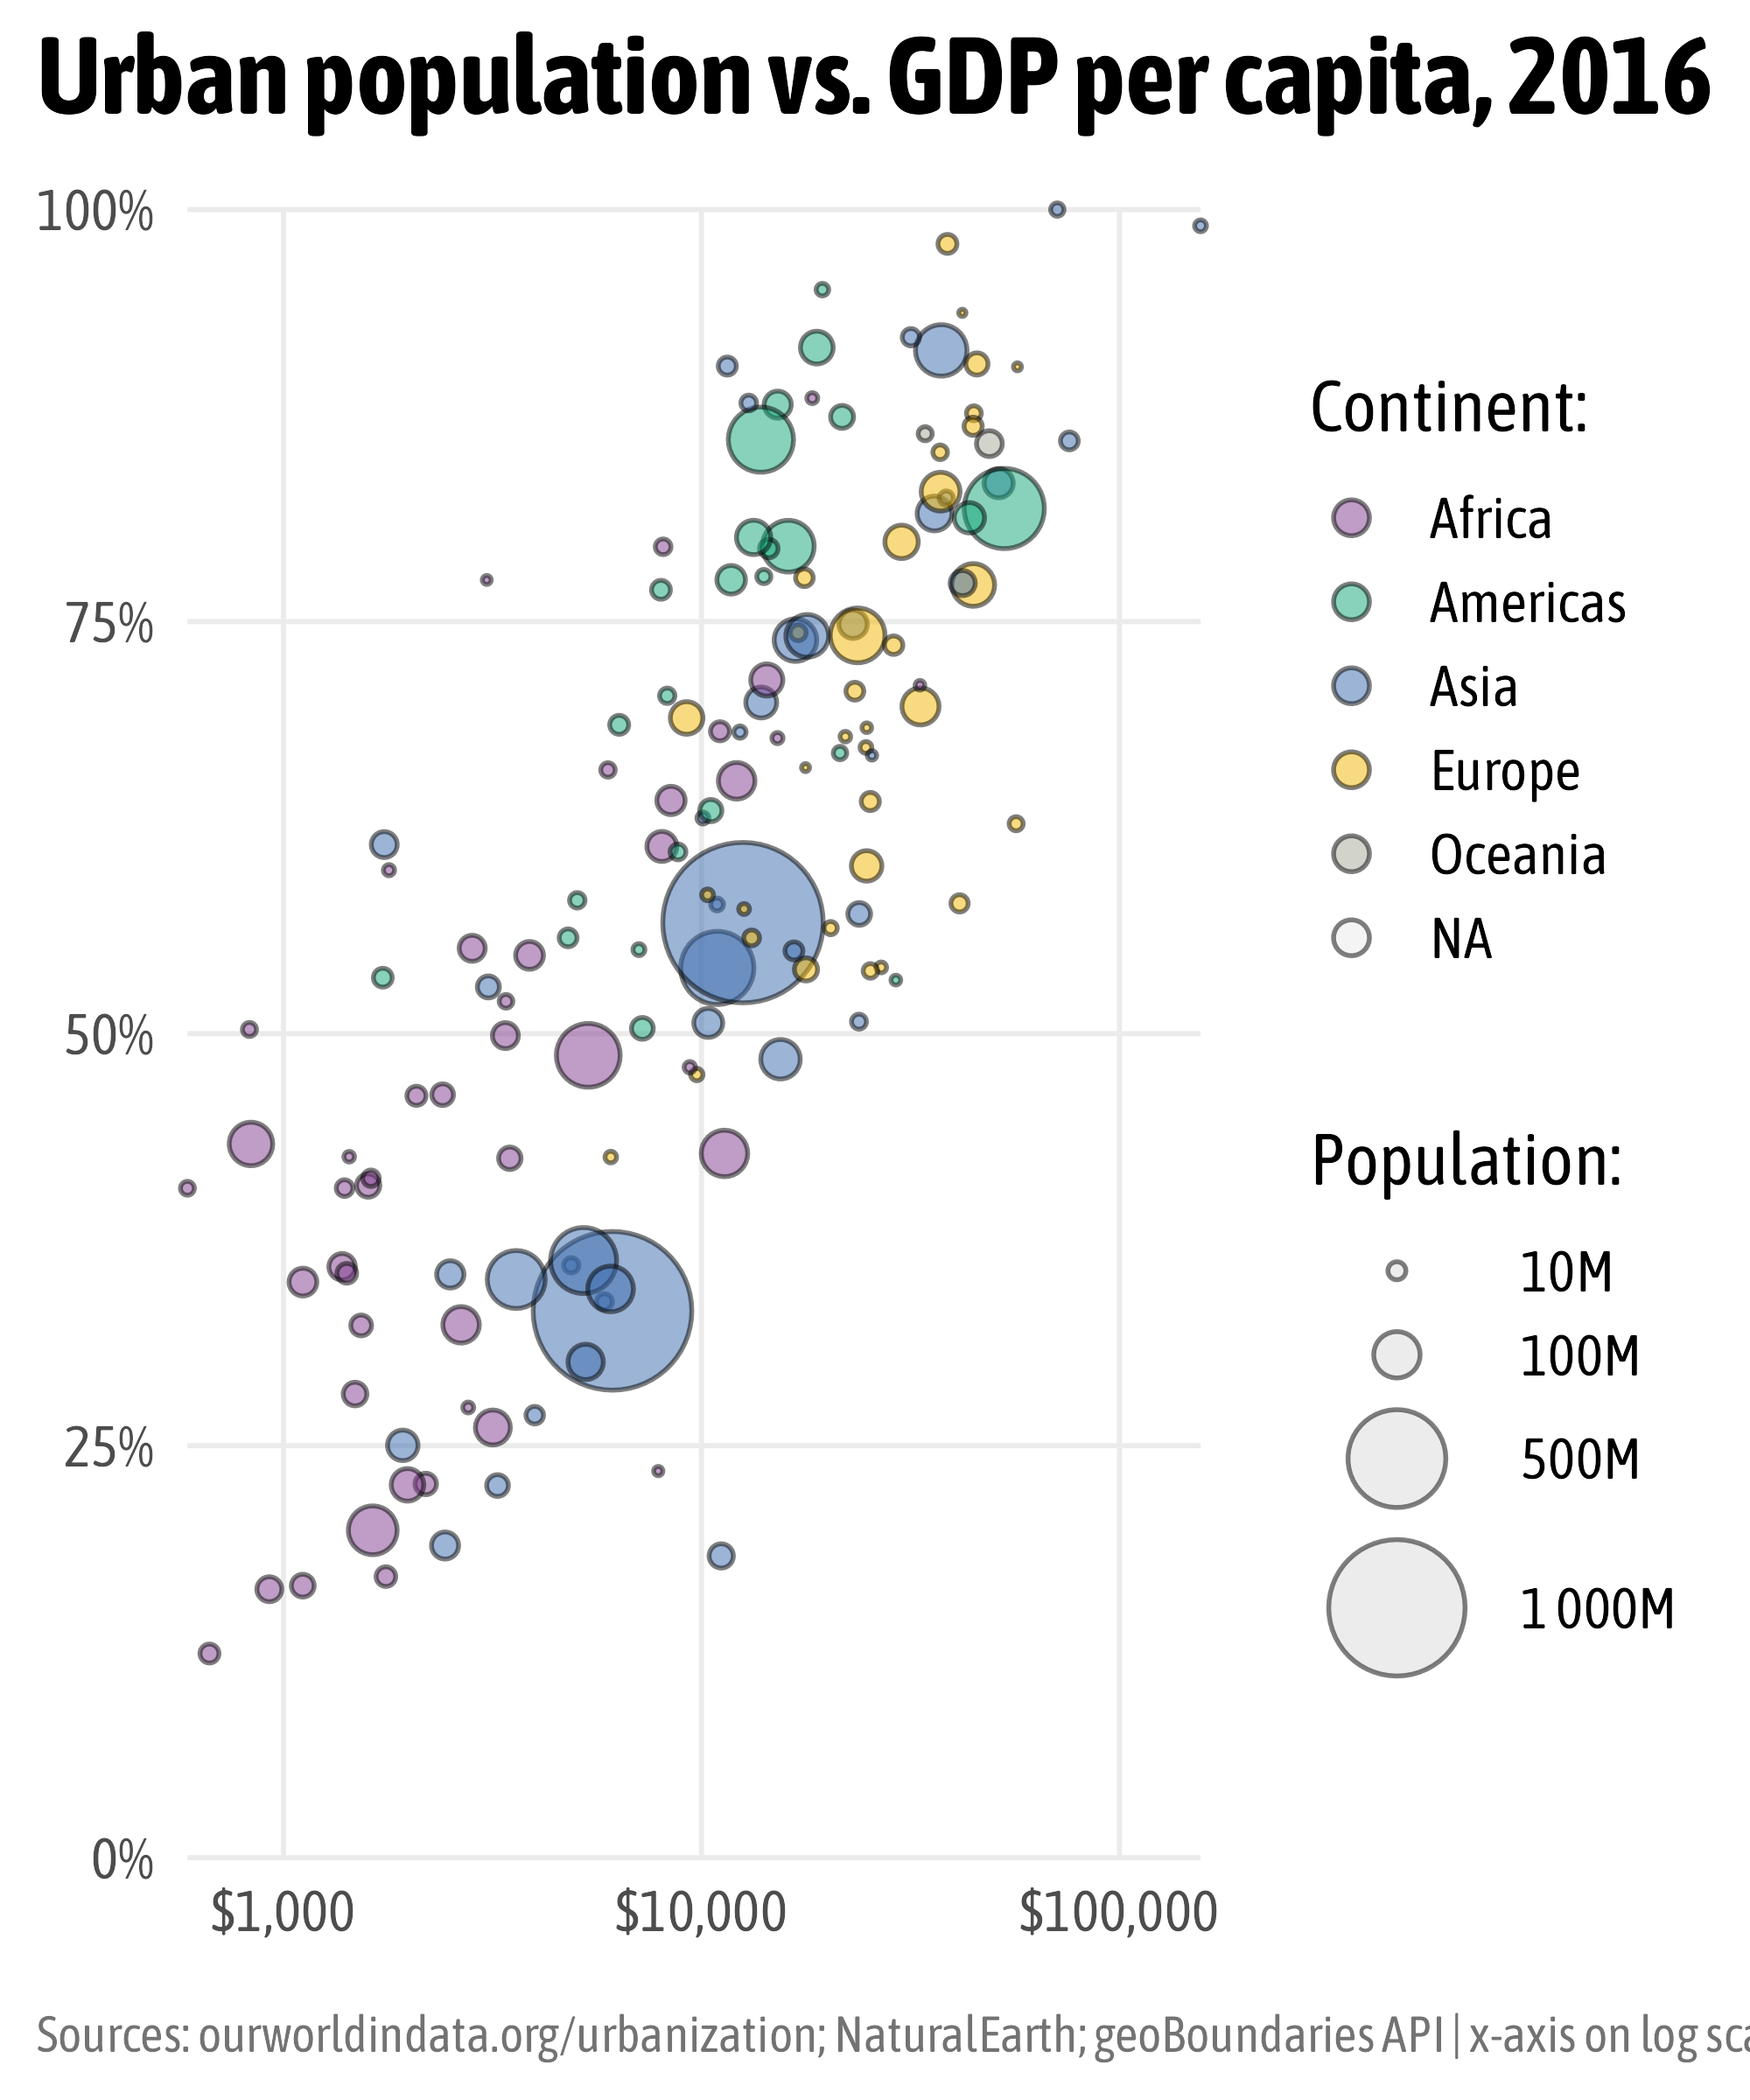 Urban population vs. GDP per capita, 2016
100%
75%
50%
25%
0%
$1,000 $10,000 $100,000
Continent:
Africa
Americas
Asia
Europe
Oceania
NA
Population:
10M
100M
500M
1 000M
Sources: ourworldindata.org/urbanization; NaturalEarth; geoBoundaries API | x-axis on log sca